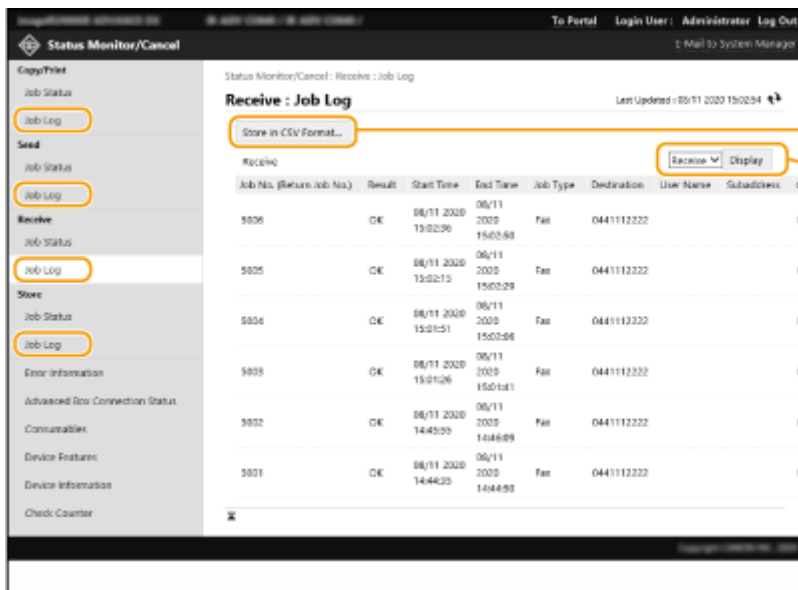 To Portal Login User : Administrator Log Out
Status Monitor/Cancel
E-Mail to System Manager
Copy/Print
Job Status
Job Log
Send
Job Status
Job Log
Receive
Job Status
Job Log
Store
Job Status
Job Log
Error Information
Advanced Box Connection Status
Consumables
Device Features
Device Information
Check Counter
Status Monitor/Cancel : Receive : Job Log
Receive : Job Log
Last Updated : 08/11 2020 15:02:54
Store in CSV Format...
Receive
Receive Display
Job No. (Return Job No.) Result Start Time End Time Job Type Destination User Name Subaddress
5006 OK 08/11 2020 15:02:36 08/11 2020 15:02:50 Fax 0441112222
5005 OK 08/11 2020 15:02:15 08/11 2020 15:02:29 Fax 0441112222
5004 OK 08/11 2020 15:01:51 08/11 2020 15:02:06 Fax 0441112222
5003 OK 08/11 2020 15:01:26 08/11 2020 15:01:41 Fax 0441112222
5002 OK 08/11 2020 14:45:55 08/11 2020 14:46:09 Fax 0441112222
5001 OK 08/11 2020 14:44:35 08/11 2020 14:44:50 Fax 0441112222